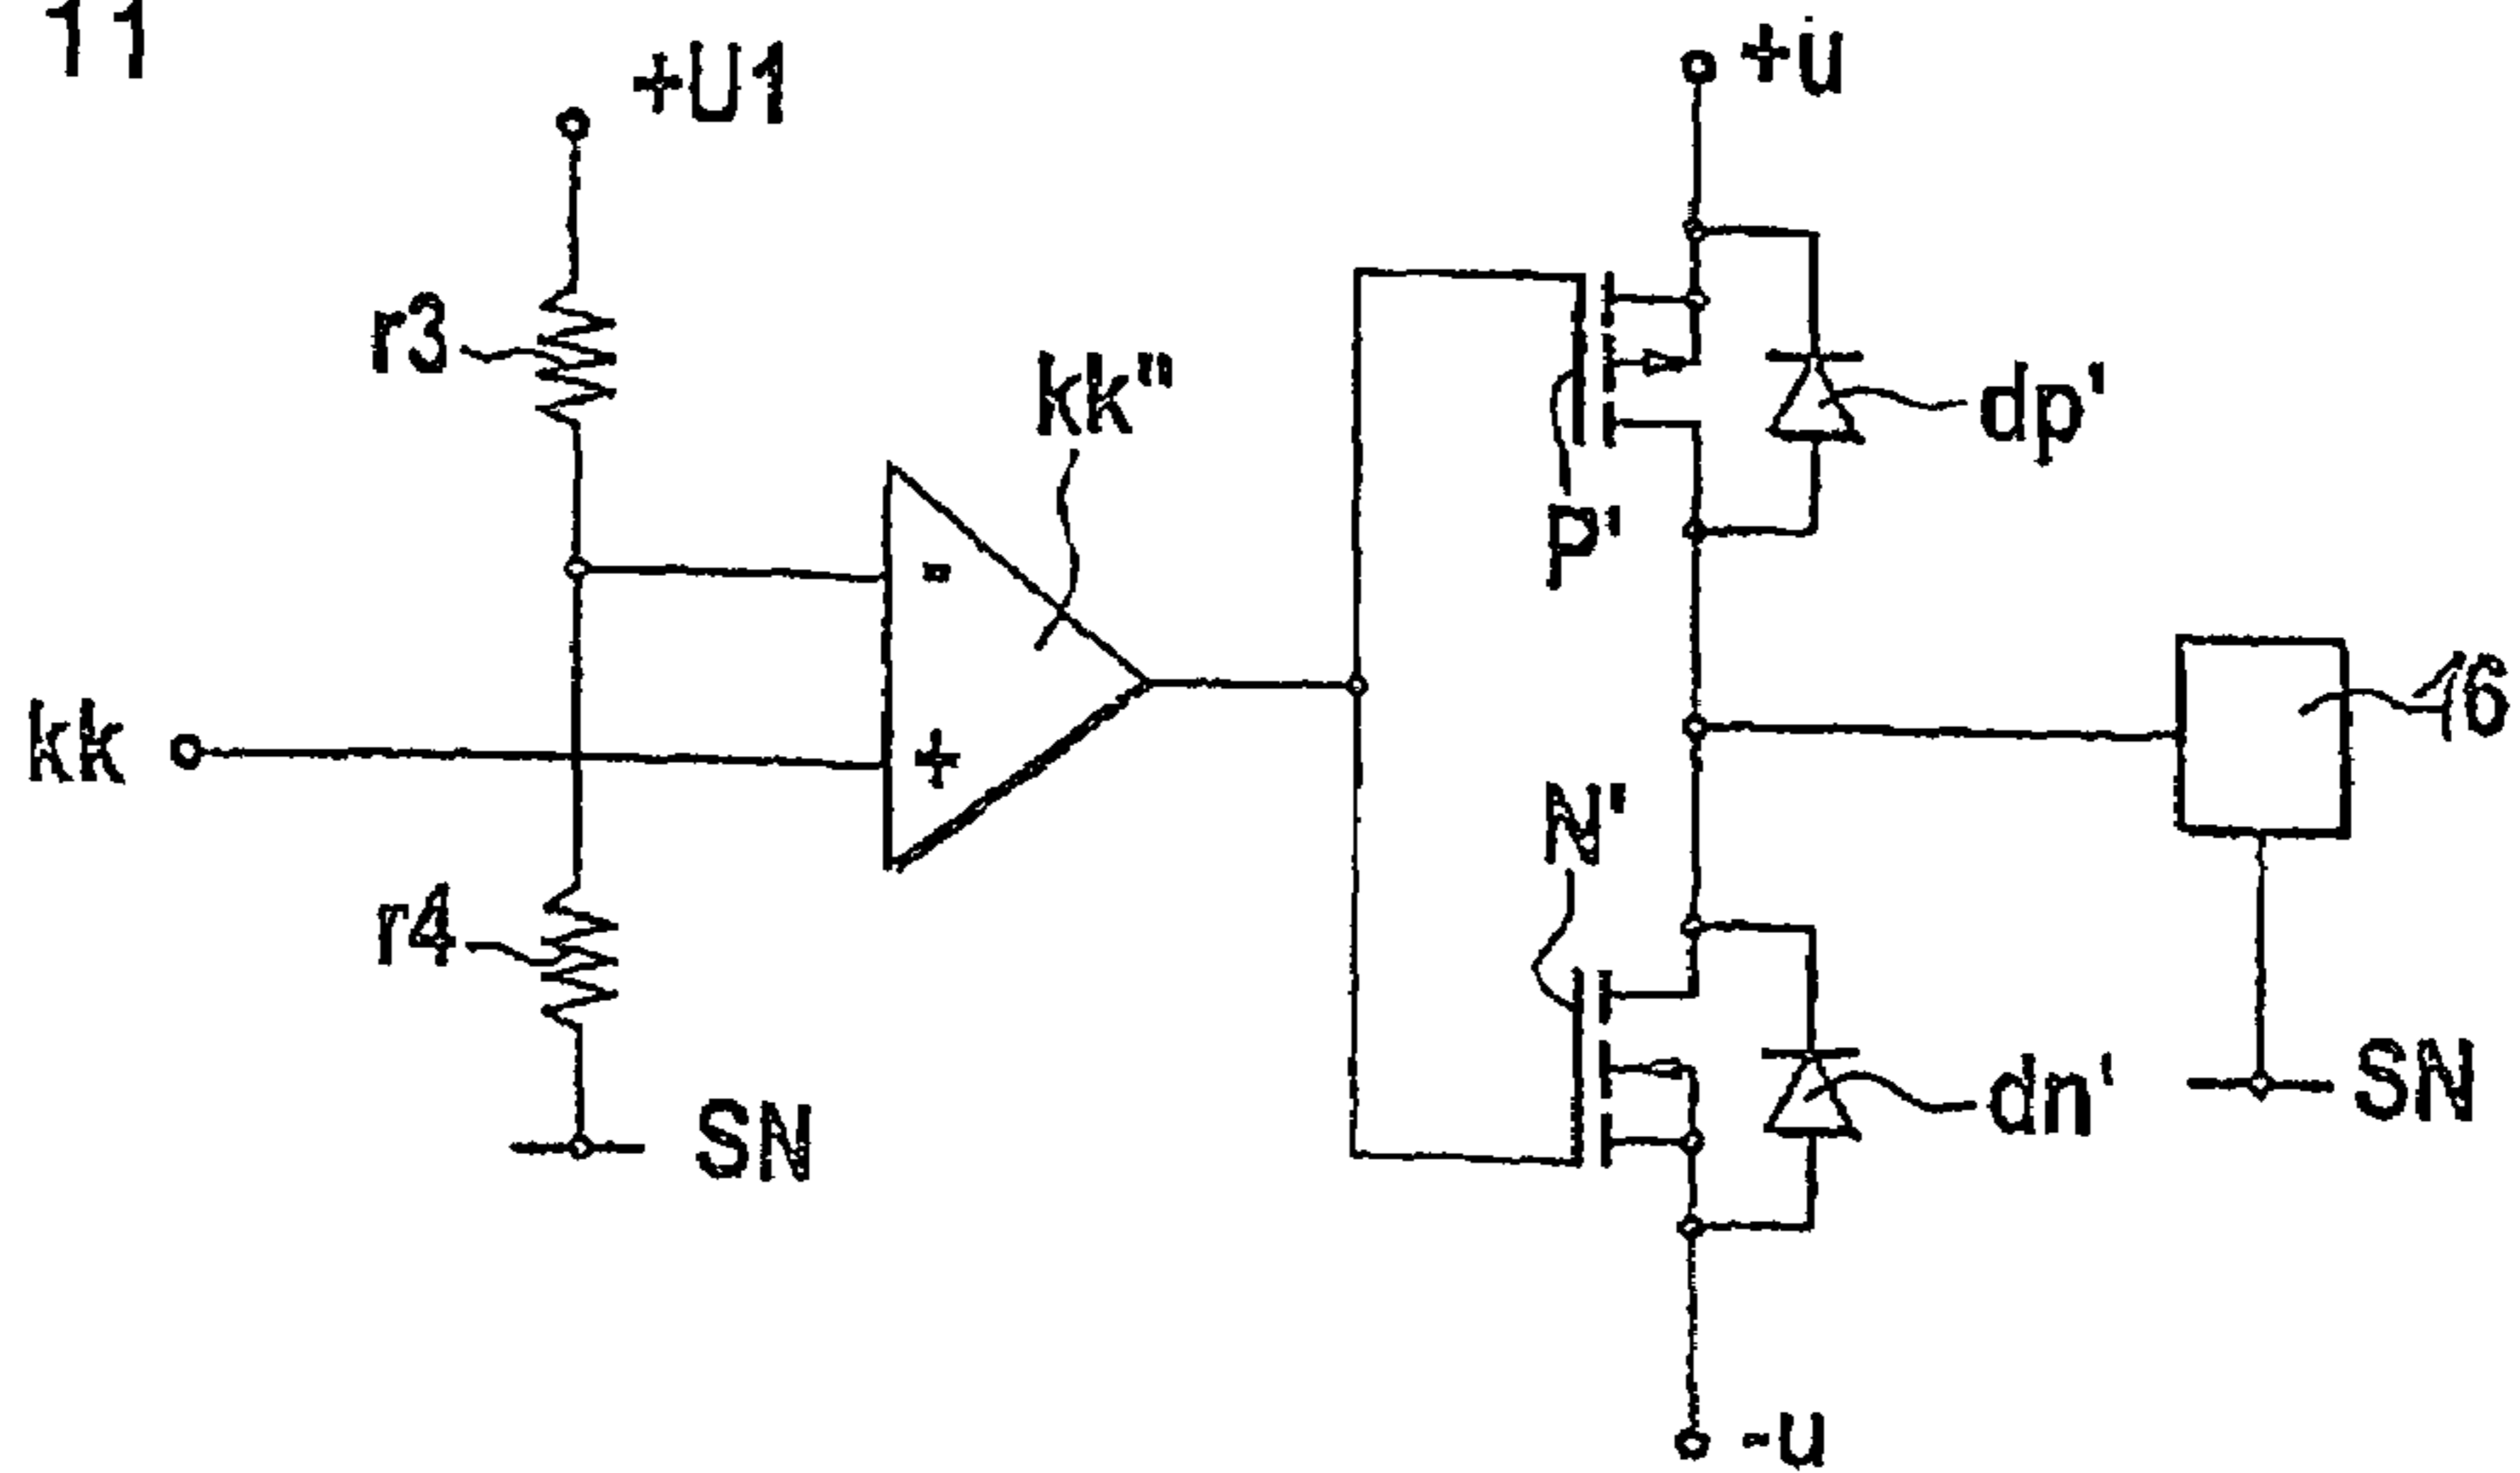 11
+U1
+u
r3
kk"
dp'
P'
-
16
kk
+
N'
r4
dn'
SN
SN
-u